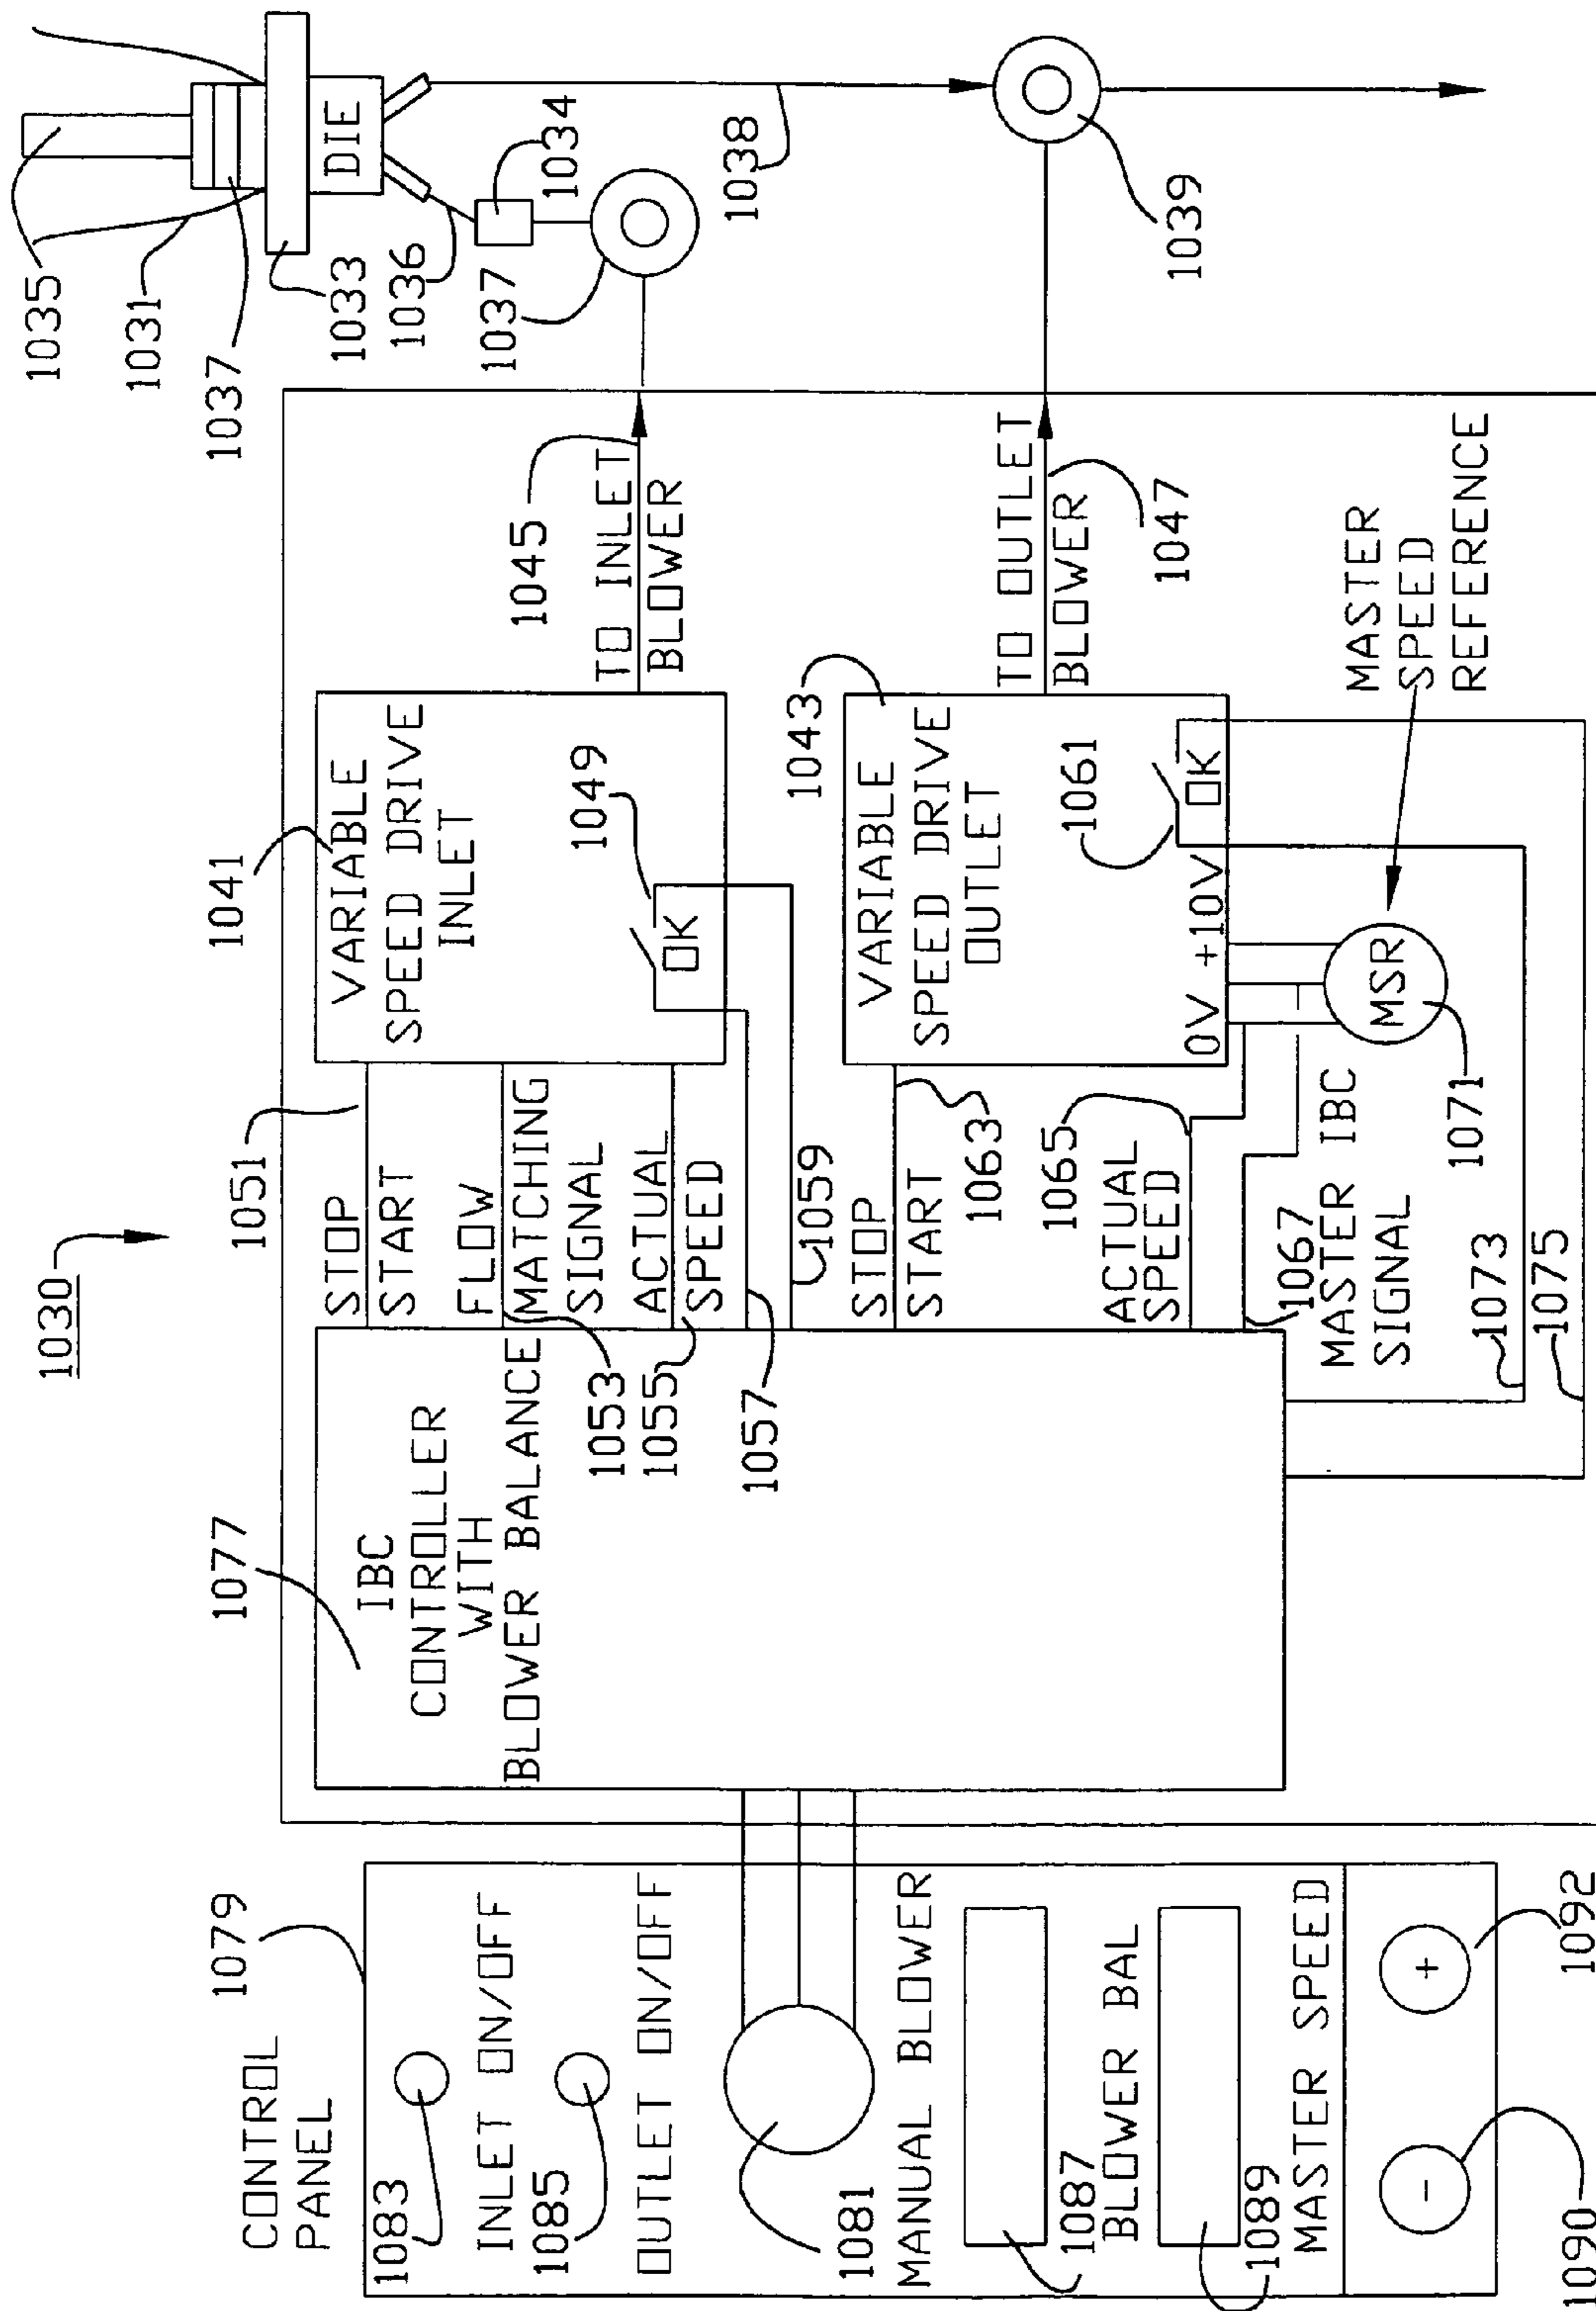 1030
CONTROL
PANEL
1079
1083
INLET ON/OFF
1085
OUTLET ON/OFF
1081
MANUAL BLOWER
1087
BLOWER BAL
1089
MASTER SPEED
-
+
1090
1092
1077
IBC
CONTROLLER
WITH
BLOWER BALANCE
1051
STOP
START
FLOW
MATCHING
SIGNAL
ACTUAL
SPEED
1053
1055
1057
1059
STOP
START
1063
1065
ACTUAL
SPEED
1067
MASTER IBC
SIGNAL
1073
1075
1041
VARIABLE
SPEED DRIVE
INLET
1049
OK
1043
VARIABLE
SPEED DRIVE
OUTLET
1061
OK
0V +10V
MSR
1071
MASTER
SPEED
REFERENCE
1045
TO INLET
BLOWER
TO OUTLET
BLOWER
1047
1035
1031
1037
1033
DIE
1036
1034
1037
1038
1039